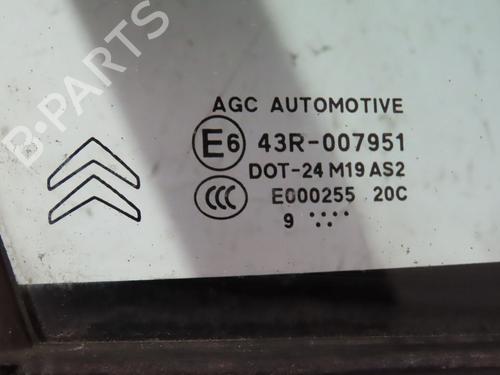 B-PARTS
AGC AUTOMOTIVE
E6 43R-007951
DOT-24 M19 AS2
CCC E000255 20C
9